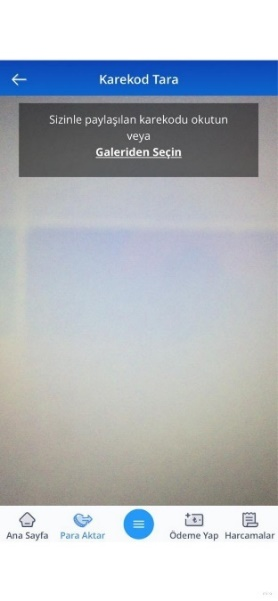 Karekod Tara
Sizinle paylaşılan karekodu okutun
veya
Galeriden Seçin
Ana Sayfa
Para Aktar
Ödeme Yap
Harcamalar